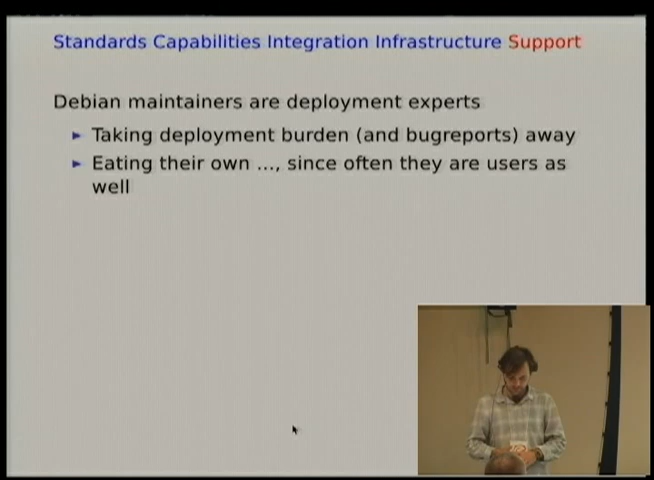 Standards Capabilities Integration Infrastructure Support
Debian maintainers are deployment experts
► Taking deployment burden (and bugreports) away
► Eating their own ..., since often they are users as
well